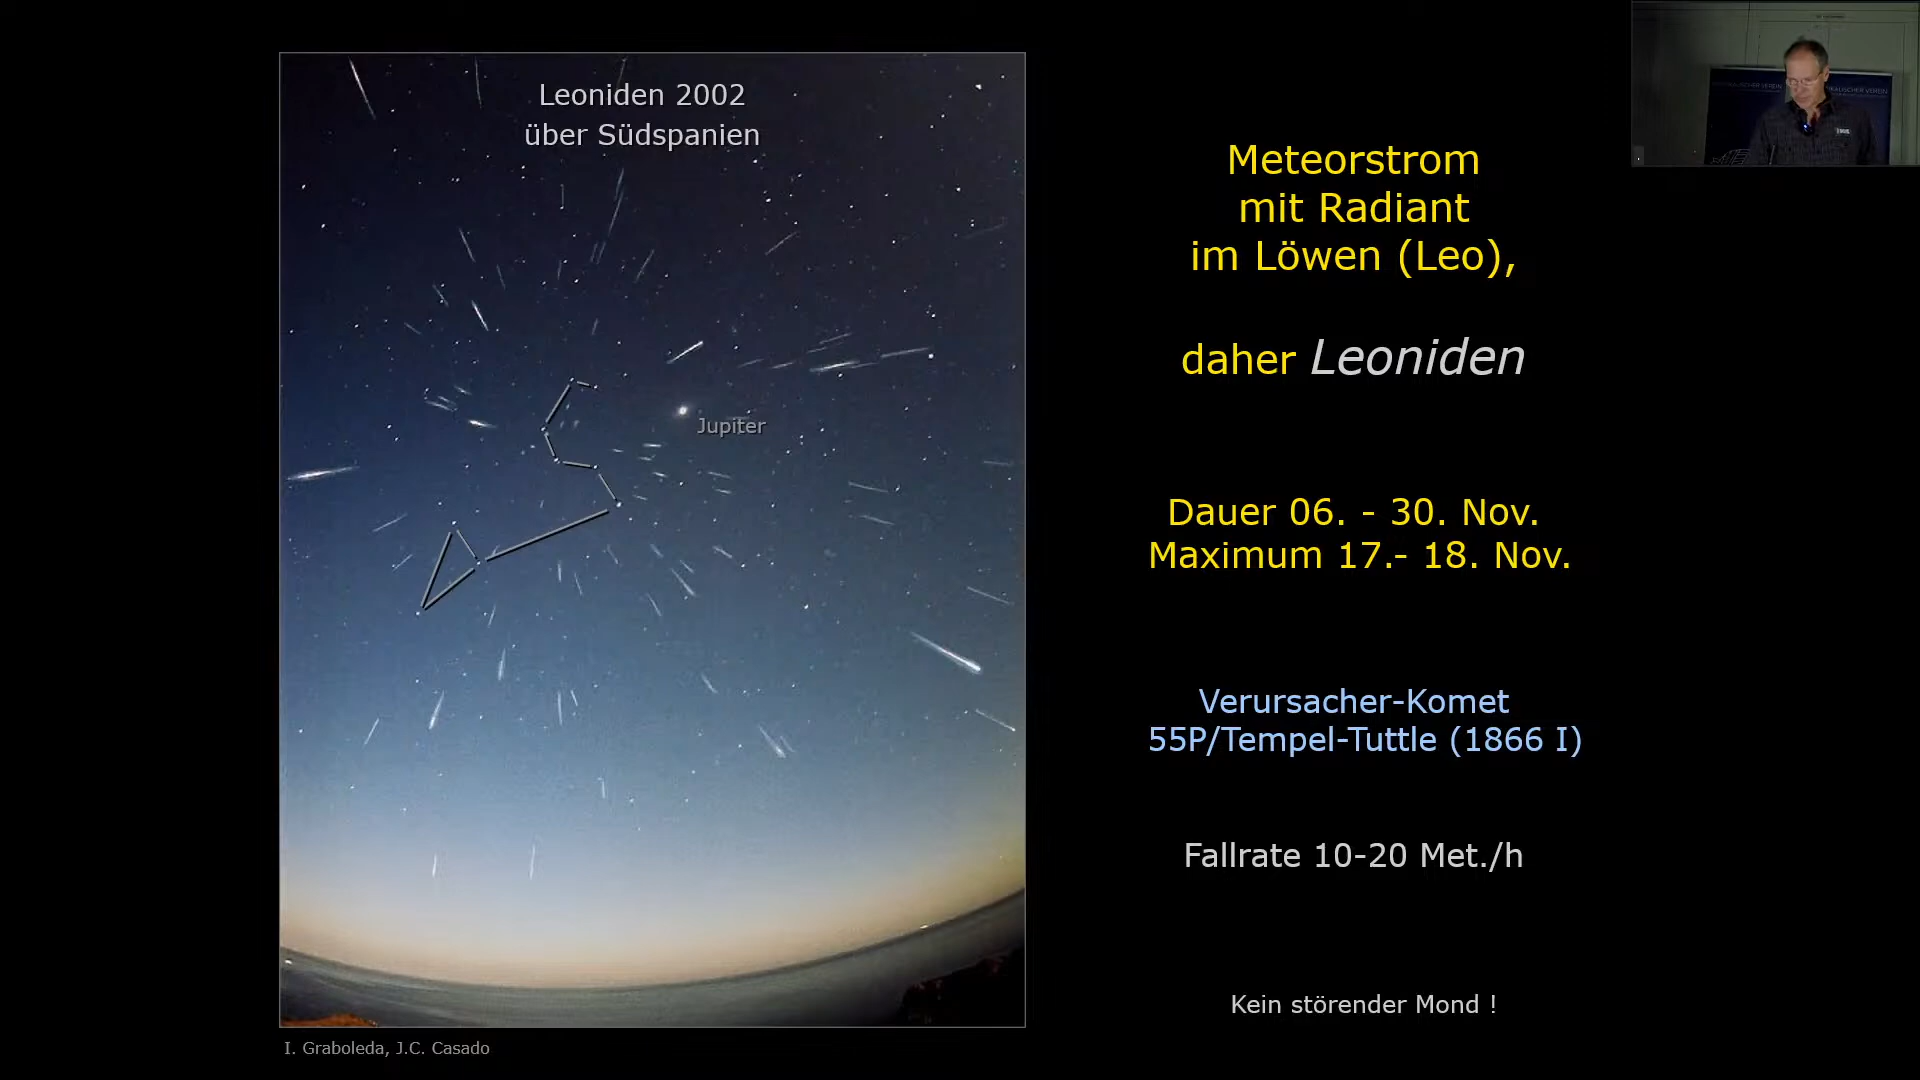 Leoniden 2002
über Südspanien
Jupiter
I. Graboleda, J.C. Casado
Meteorstrom
mit Radiant
im Löwen (Leo),
daher Leoniden
Dauer 06. - 30. Nov.
Maximum 17.- 18. Nov.
Verursacher-Komet
55P/Tempel-Tuttle (1866 I)
Fallrate 10-20 Met./h
Kein störender Mond !